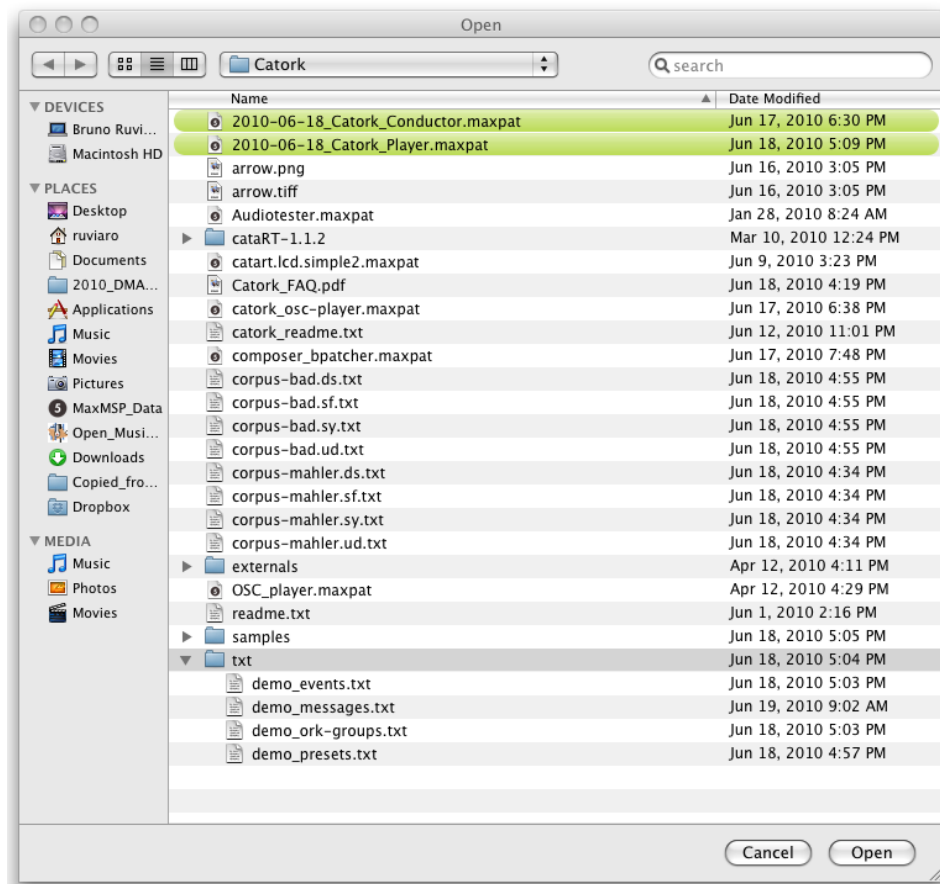 Open
Catork
search
DEVICES
Bruno Ruvi...
Macintosh HD
PLACES
Desktop
ruviaro
Documents
2010_DMA...
Applications
Music
Movies
Pictures
MaxMSP_Data
Open_Musi...
Downloads
Copied_fro...
Dropbox
MEDIA
Music
Photos
Movies
Name Date Modified
2010-06-18_Catork_Conductor.maxpat Jun 17, 2010 6:30 PM
2010-06-18_Catork_Player.maxpat Jun 18, 2010 5:09 PM
arrow.png Jun 16, 2010 3:05 PM
arrow.tiff Jun 16, 2010 3:05 PM
Audiotester.maxpat Jan 28, 2010 8:24 AM
cataRT-1.1.2 Mar 10, 2010 12:24 PM
catart.lcd.simple2.maxpat Jun 9, 2010 3:23 PM
Catork_FAQ.pdf Jun 18, 2010 4:19 PM
catork_osc-player.maxpat Jun 17, 2010 6:38 PM
catork_readme.txt Jun 12, 2010 11:01 PM
composer_bpatcher.maxpat Jun 17, 2010 7:48 PM
corpus-bad.ds.txt Jun 18, 2010 4:55 PM
corpus-bad.sf.txt Jun 18, 2010 4:55 PM
corpus-bad.sy.txt Jun 18, 2010 4:55 PM
corpus-bad.ud.txt Jun 18, 2010 4:55 PM
corpus-mahler.ds.txt Jun 18, 2010 4:34 PM
corpus-mahler.sf.txt Jun 18, 2010 4:34 PM
corpus-mahler.sy.txt Jun 18, 2010 4:34 PM
corpus-mahler.ud.txt Jun 18, 2010 4:34 PM
externals Apr 12, 2010 4:11 PM
OSC_player.maxpat Apr 12, 2010 4:29 PM
readme.txt Jun 1, 2010 2:16 PM
samples Jun 18, 2010 5:05 PM
txt Jun 18, 2010 5:04 PM
demo_events.txt Jun 18, 2010 5:03 PM
demo_messages.txt Jun 19, 2010 9:02 AM
demo_ork-groups.txt Jun 18, 2010 5:03 PM
demo_presets.txt Jun 18, 2010 4:57 PM
Cancel Open